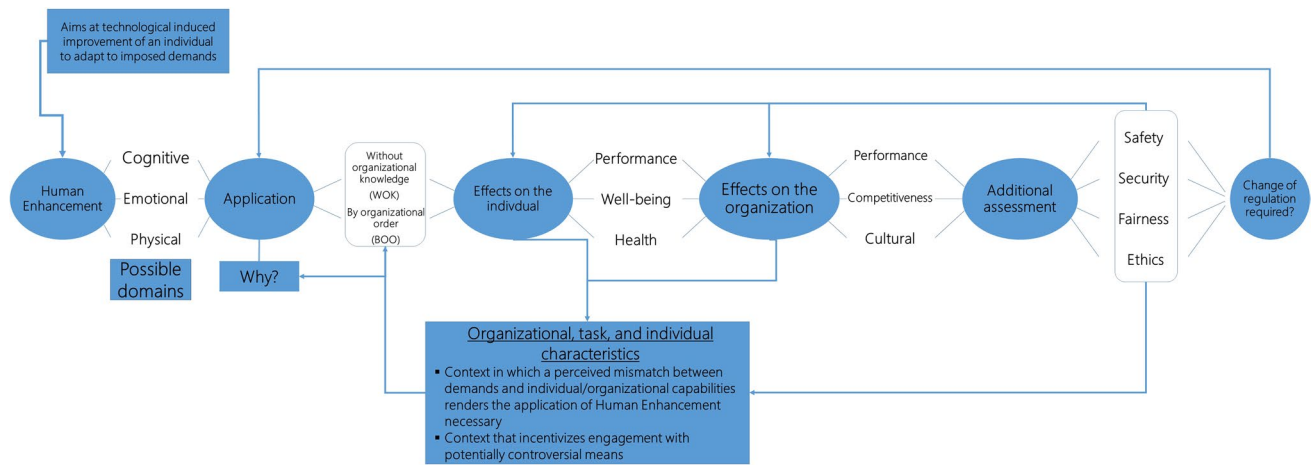 Aims at technological induced
improvement of an individual
to adapt to imposed demands
Human
Enhancement
Cognitive
Emotional
Physical
Possible
domains
Application
Why?
Without
organizational
knowledge
(WOK)
By organizational
order
(BOO)
Effects on the
indivdual
Performance
Well-being
Health
Effects on the
organization
Performance
Competitiveness
Cultural
Additional
assessment
Safety
Security
Fairness
Ethics
Change of
regulation
required?
Organizational, task, and individual
characteristics
▪ Context in which a perceived mismatch between
demands and individual/organizational capabilities
renders the application of Human Enhancement
necessary
▪ Context that incentivizes engagement with
potentially controversial means